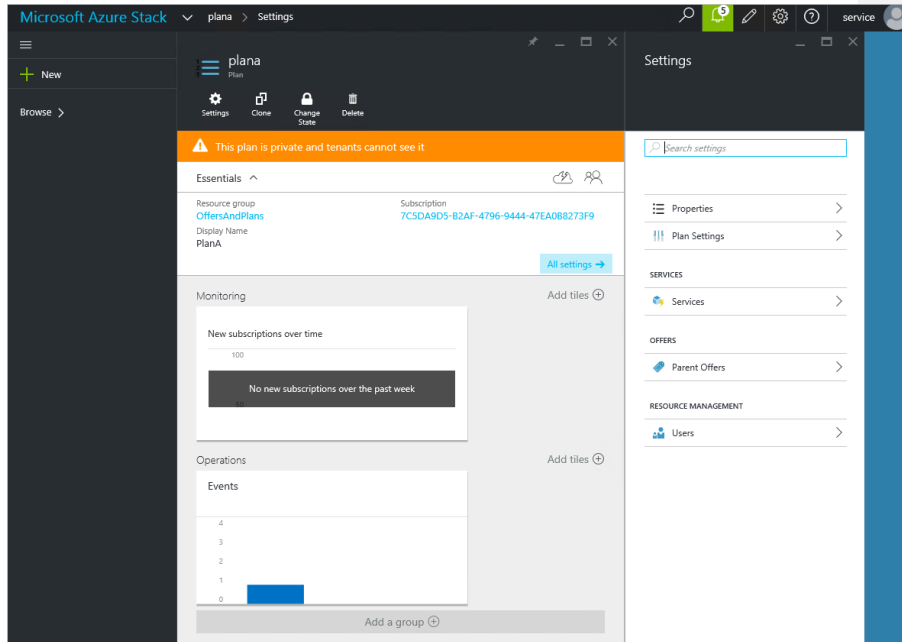 Microsoft Azure Stack plana > Settings
5
service
New
Browse >
plana
Plan
Settings Clone Change State Delete
This plan is private and tenants cannot see it
Essentials
Resource group
OffersAndPlans
Subscription
7C5DA9D5-B2AF-4796-9444-47EA0B8273F9
Display Name
PlanA
All settings →
Monitoring
Add tiles
New subscriptions over time
100
No new subscriptions over the past week
50
Operations
Add tiles
Events
4
3
2
1
0
Add a group
Settings
Search settings
Properties
Plan Settings
SERVICES
Services
OFFERS
Parent Offers
RESOURCE MANAGEMENT
Users